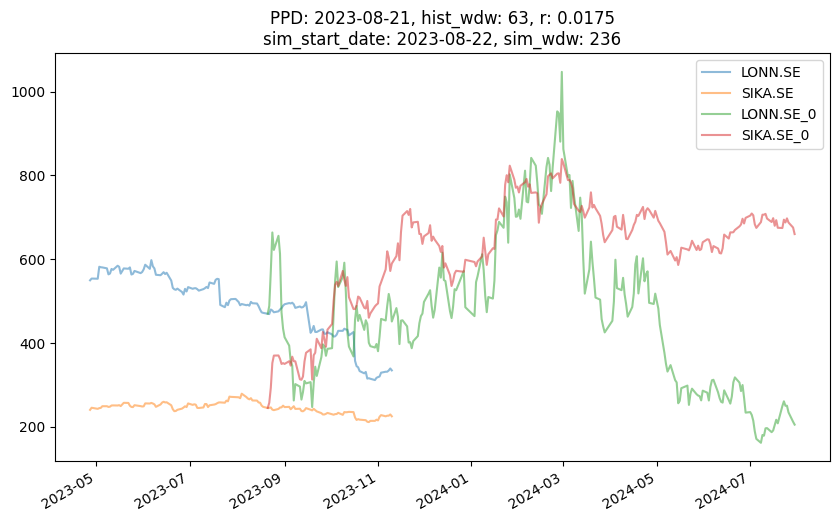 PPD: 2023-08-21, hist_wdw: 63, r: 0.0175
sim_start_date: 2023-08-22, sim_wdw: 236
LONN.SE
SIKA.SE
LONN.SE_0
SIKA.SE_0
1000
800
600
400
200
2023-05
2023-07
2023-09
2023-11
2024-01
2024-03
2024-05
2024-07